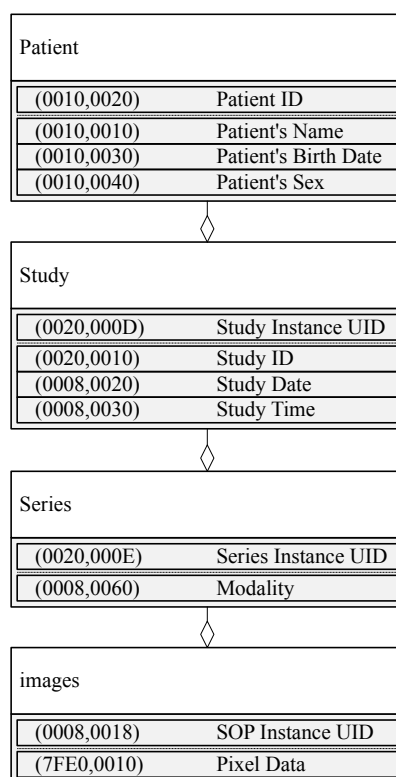 Patient
(0010,0020) Patient ID
(0010,0010) Patient's Name
(0010,0030) Patient's Birth Date
(0010,0040) Patient's Sex
Study
(0020,000D) Study Instance UID
(0020,0010) Study ID
(0008,0020) Study Date
(0008,0030) Study Time
Series
(0020,000E) Series Instance UID
(0008,0060) Modality
images
(0008,0018) SOP Instance UID
(7FE0,0010) Pixel Data